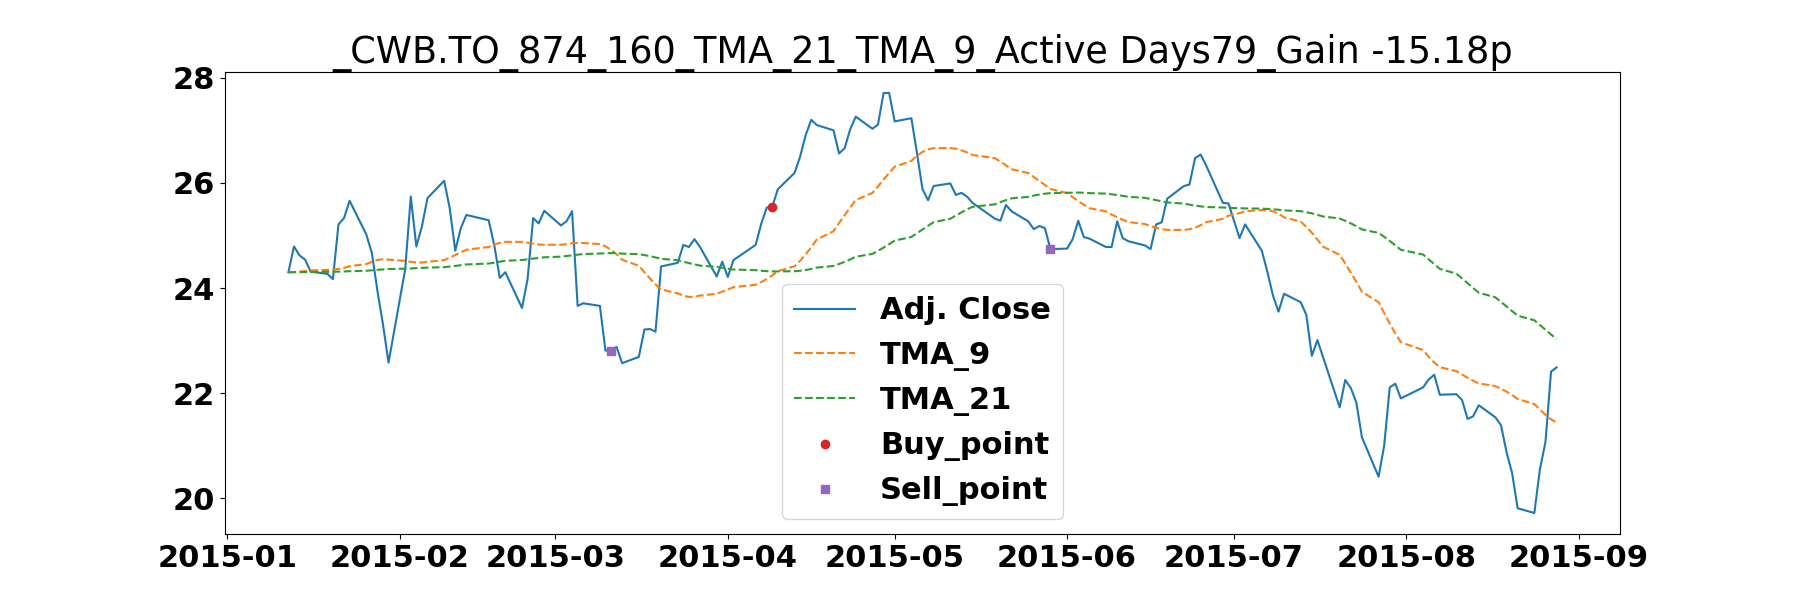 _CWB.TO_874_160_TMA_21_TMA_9_Active Days79_Gain -15.18p
28
26
24
22
20
Adj. Close
TMA_9
TMA_21
Buy_point
Sell_point
2015-01 2015-02 2015-03 2015-04 2015-05 2015-06 2015-07 2015-08 2015-09